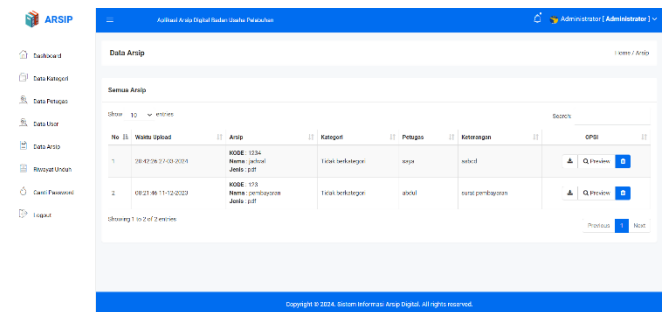 ARSIP
Aplikasi Arsip Digital Badan Usaha Pelabuhan
Administrator [ Administrator ]
Dashboard
Data Kategori
Data Petugas
Data User
Data Arsip
Riwayat Unduh
Ganti Password
Logout
Data Arsip
Home / Arsip
Semua Arsip
Show 10 entries
Search:
No Waktu Upload Arsip Kategori Petugas Keterangan OPSI
1 20:42:26 27-03-2024 KODE : 1234 Tidak berkategori saya
Nama : jadwal
Jenis : pdf
Preview
2 08:21:46 11-12-2023 KODE : 123 Tidak berkategori abdul surat pembayaran
Nama : pembayaran
Jenis : pdf
Preview
Showing 1 to 2 of 2 entries
Previous 1 Next
Copyright © 2024. Sistem Informasi Arsip Digital. All rights reserved.